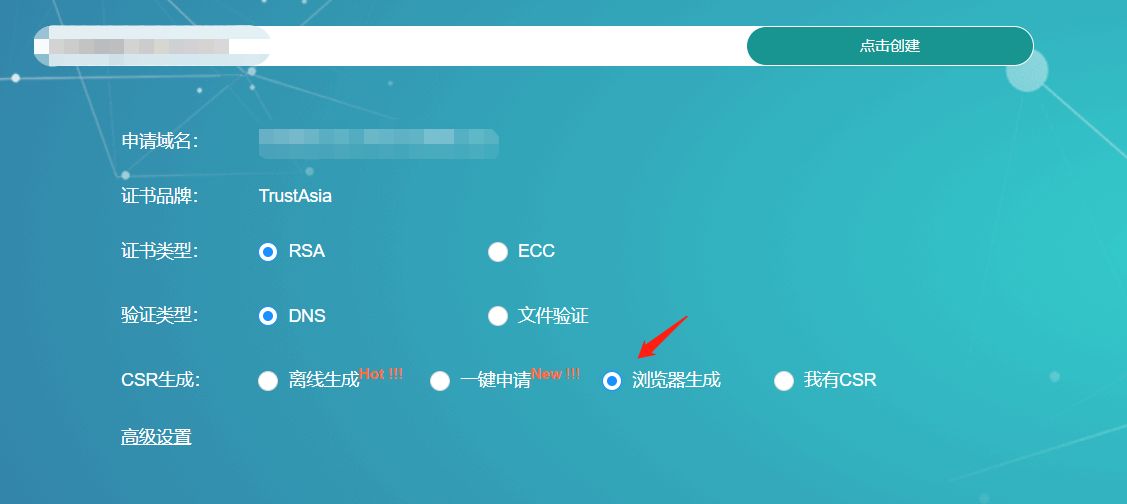 点击创建
申请域名：
证书品牌： TrustAsia
证书类型： RSA ECC
验证类型： DNS 文件验证
CSR生成： 离线生成Hot !!! 一键申请New !!! 浏览器生成 我有CSR
高级设置